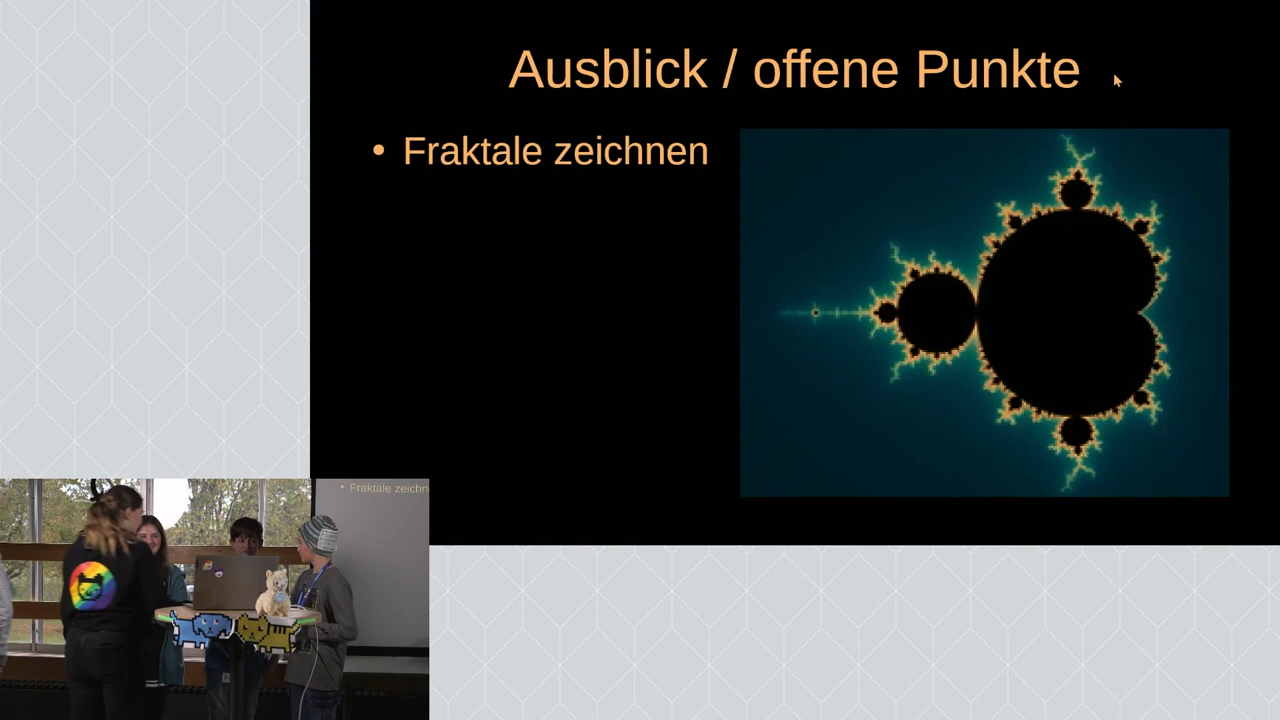 Ausblick / offene Punkte
• Fraktale zeichnen
• Fraktale zeichn